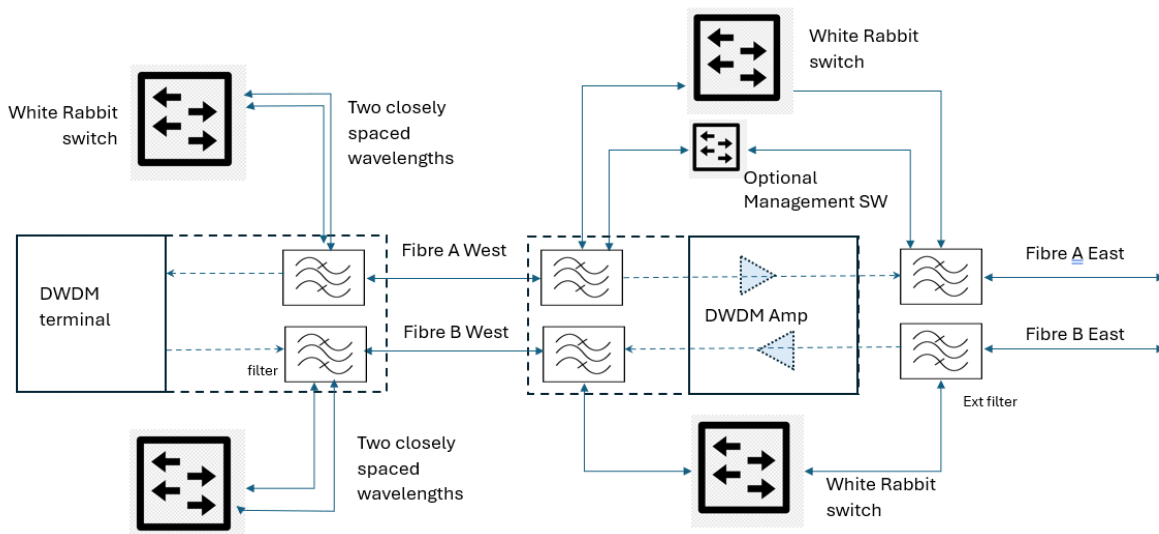 White Rabbit
switch
Two closely
spaced
wavelengths
White Rabbit
switch
Optional
Management SW
DWDM
terminal
Fibre A West
Fibre B West
filter
DWDM Amp
Fibre A East
Fibre B East
Ext filter
Two closely
spaced
wavelengths
White Rabbit
switch